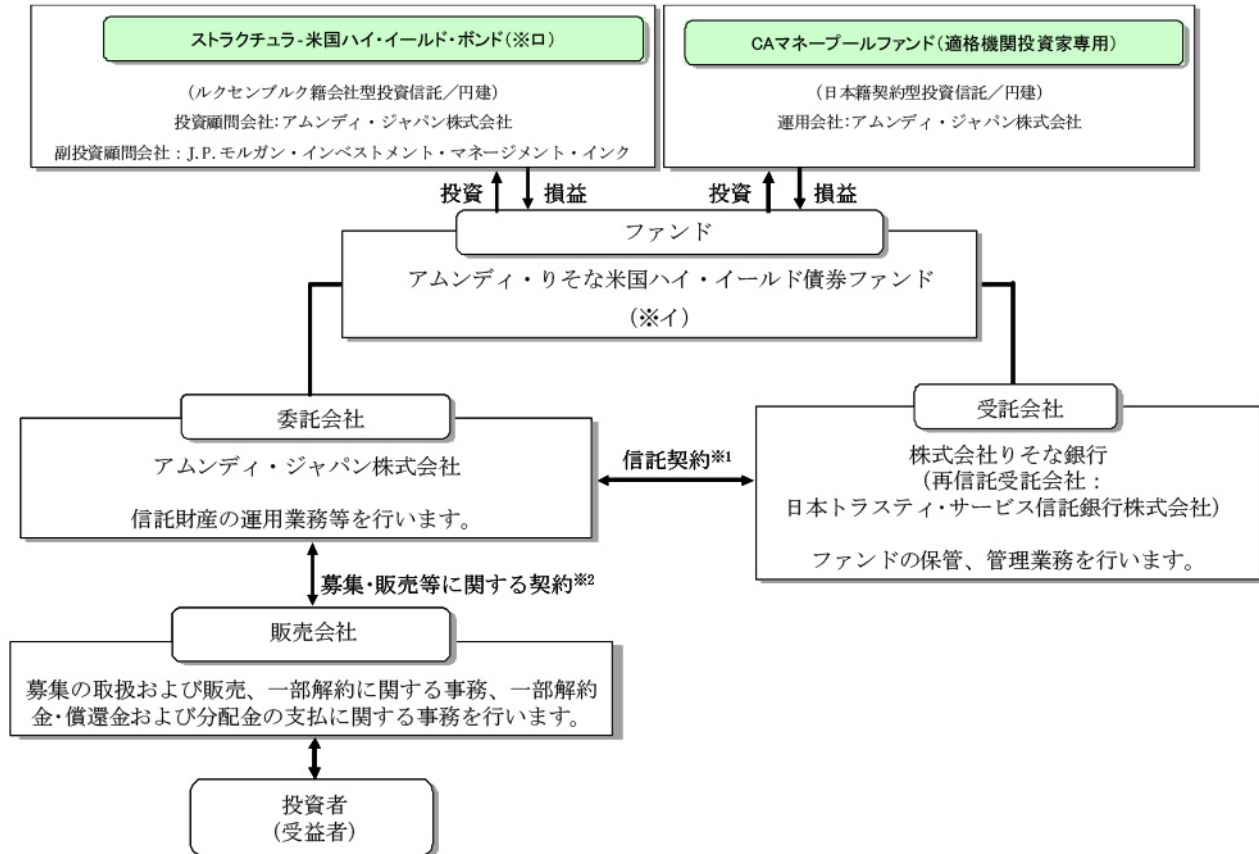 ストラクチュラ-米国ハイ・イールド・ボンド(※ロ)
(ルクセンブルク籍会社型投資信託／円建)
投資顧問会社:アムンディ・ジャパン株式会社
副投資顧問会社：J.P.モルガン・インベストメント・マネージメント・インク
CAマネープールファンド(適格機関投資家専用)
(日本籍契約型投資信託／円建)
運用会社:アムンディ・ジャパン株式会社
投資
損益
投資
損益
ファンド
アムンディ・りそな米国ハイ・イールド債券ファンド
(※イ)
委託会社
アムンディ・ジャパン株式会社
信託財産の運用業務等を行います。
信託契約※1
受託会社
株式会社りそな銀行
(再信託受託会社：
日本トラスティ・サービス信託銀行株式会社)
ファンドの保管、管理業務を行います。
募集・販売等に関する契約※2
販売会社
募集の取扱および販売、一部解約に関する事務、一部解約
金・償還金および分配金の支払に関する事務を行います。
投資者
(受益者)